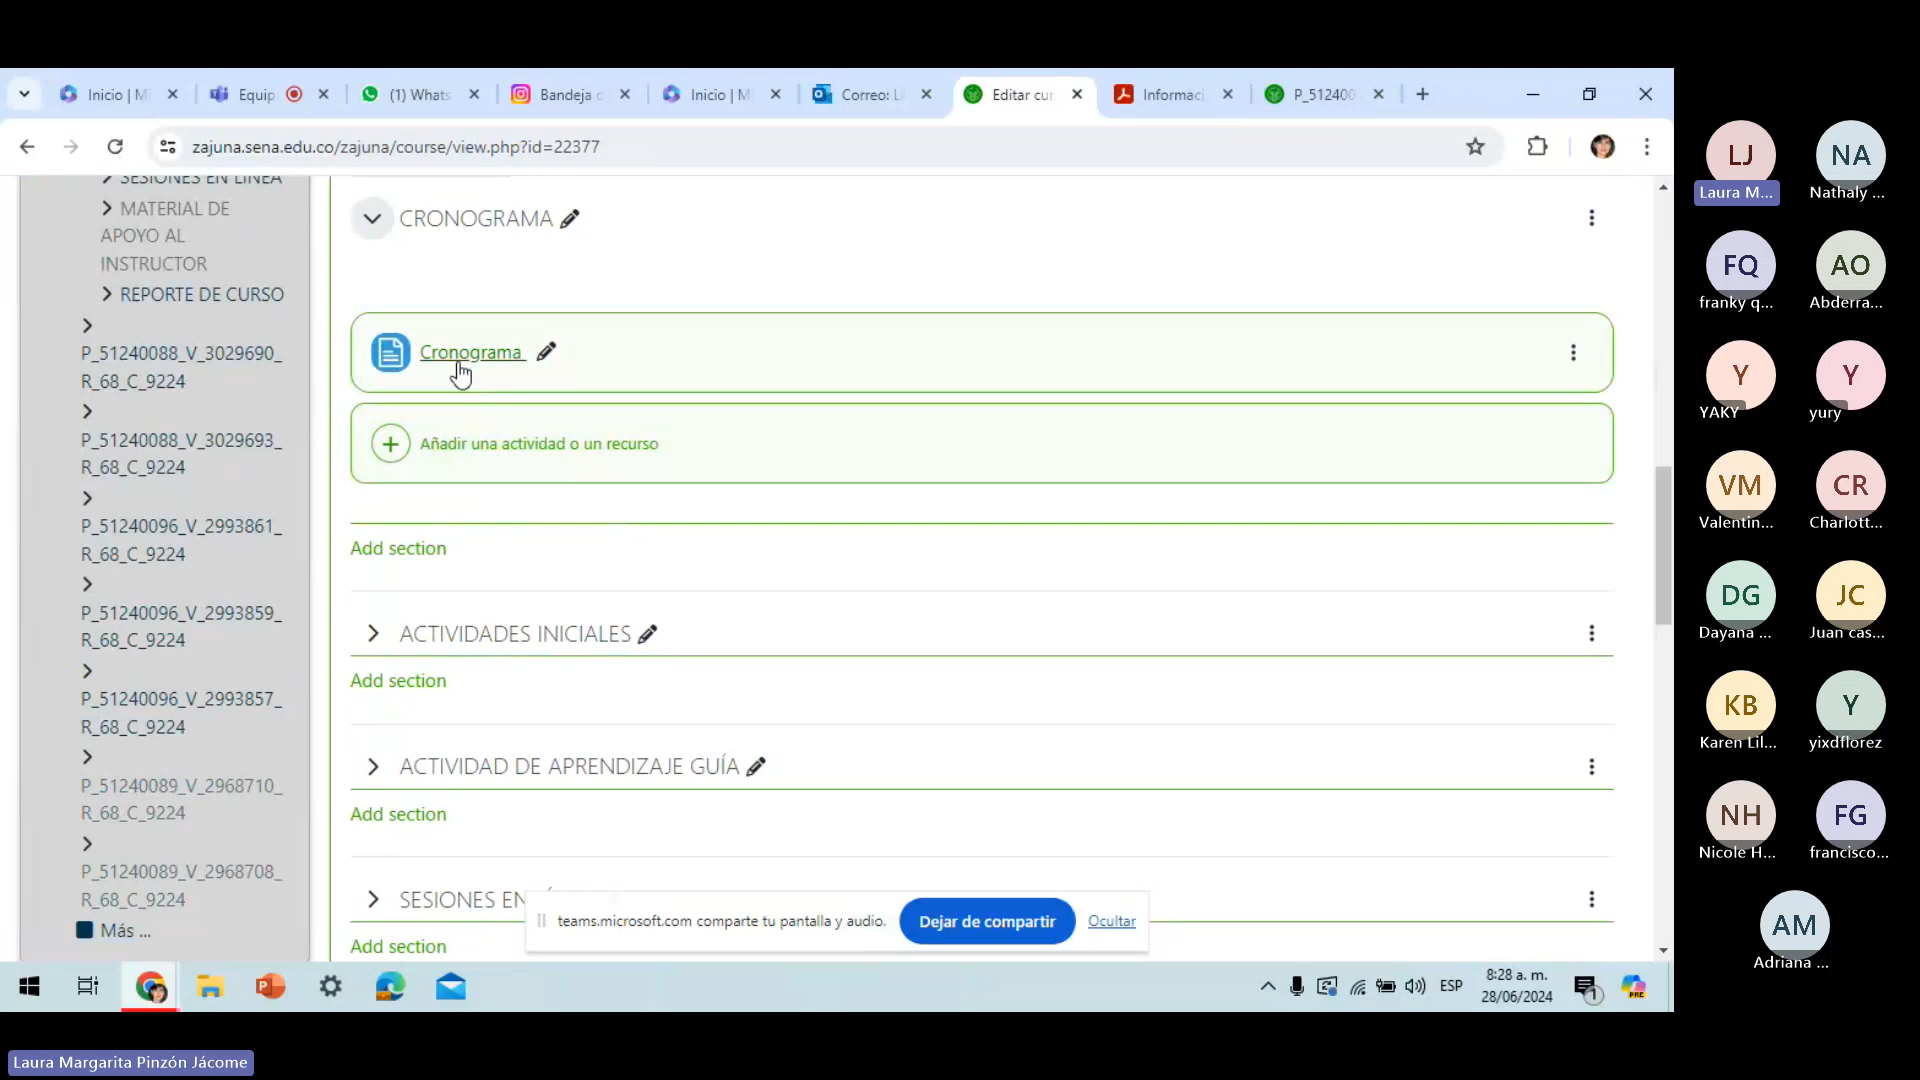 Inicio | M
Equip
(1) Whats
Bandeja
Inicio | M
Correo: L
Editar cur
Informac
P_512400
zajuna.sena.edu.co/zajuna/course/view.php?id=22377
SESIONES EN LÍNEA
MATERIAL DE
APOYO AL
INSTRUCTOR
REPORTE DE CURSO
P_51240088_V_3029690_
R_68_C_9224
P_51240088_V_3029693_
R_68_C_9224
P_51240096_V_2993861_
R_68_C_9224
P_51240096_V_2993859_
R_68_C_9224
P_51240096_V_2993857_
R_68_C_9224
P_51240089_V_2968710_
R_68_C_9224
P_51240089_V_2968708_
R_68_C_9224
Más ...
CRONOGRAMA
Cronograma
Añadir una actividad o un recurso
Add section
ACTIVIDADES INICIALES
Add section
ACTIVIDAD DE APRENDIZAJE GUÍA
Add section
SESIONES EN
Add section
teams.microsoft.com comparte tu pantalla y audio.
Dejar de compartir
Ocultar
ESP
8:28 a. m.
28/06/2024
1
PRE
LJ
Laura M...
NA
Nathaly ...
FQ
franky q...
AO
Abderra...
Y
YAKY
Y
yury
VM
Valentin...
CR
Charlott...
DG
Dayana ...
JC
Juan cas...
KB
Karen Lil...
Y
yixdflorez
NH
Nicole H...
FG
francisco...
AM
Adriana ...
Laura Margarita Pinzón Jácome